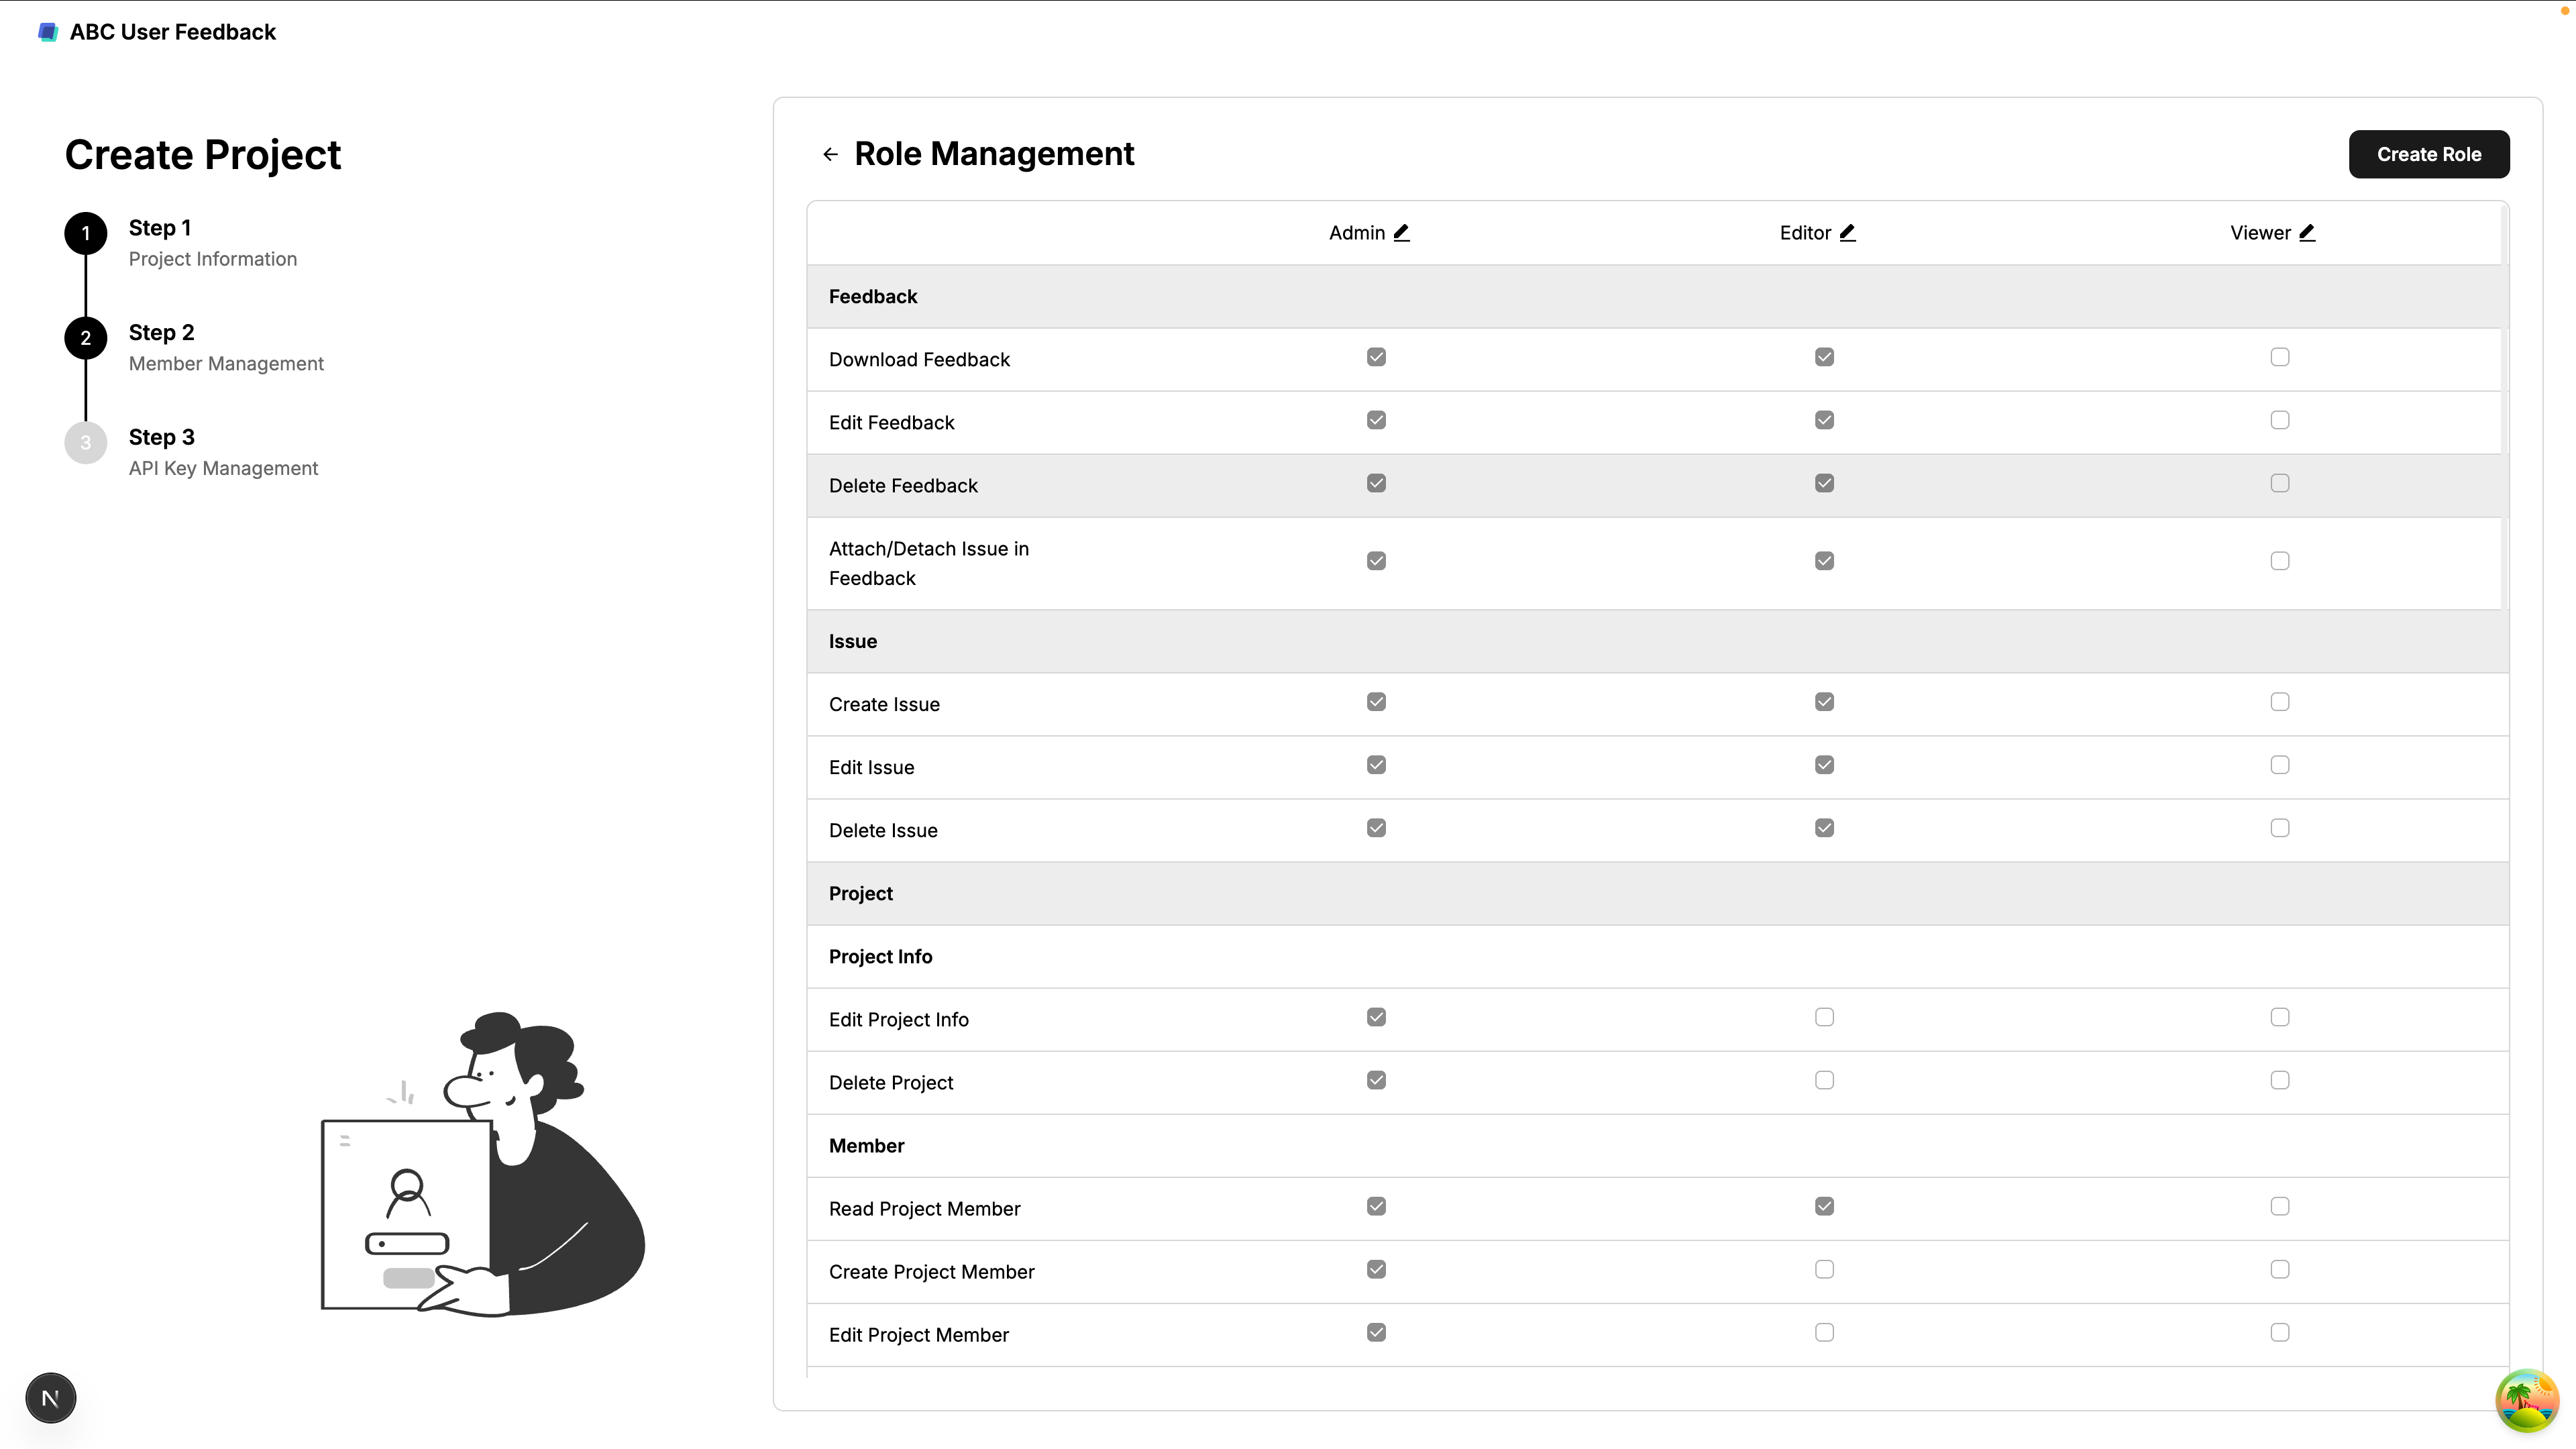 ABC User Feedback
Create Project
1
Step 1
Project Information
2
Step 2
Member Management
3
Step 3
API Key Management
N
Role Management
Create Role
Admin Editor Viewer
Feedback
Download Feedback
Edit Feedback
Delete Feedback
Attach/Detach Issue in
Feedback
Issue
Create Issue
Edit Issue
Delete Issue
Project
Project Info
Edit Project Info
Delete Project
Member
Read Project Member
Create Project Member
Edit Project Member